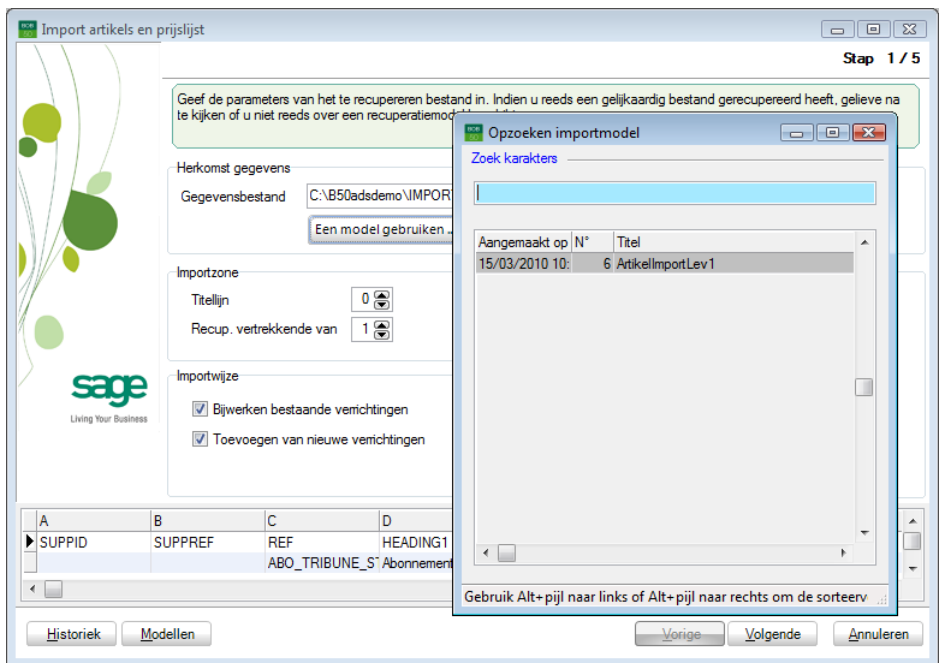 Import artikels en prijslijst
Stap 1 / 5
Geef de parameters van het te recupereren bestand in. Indien u reeds een gelijkaardig bestand gerecupereerd heeft, gelieve na
te kijken of u niet reeds over een
Herkomst gegevens
Gegevensbestand C:\B50adsdemo\IMPOR
Een model gebruiken ..
Importzone
Titellijn 0
Recup. vertrekkende van 1
Importwijze
Bijwerken bestaande verrichtingen
Toevoegen van nieuwe verrichtingen
sage
Living Your Business
Opzoeken importmodel
Zoek karakters
Aangemaakt op N° Titel
15/03/2010 10: 6 ArtikelImportLev1
Gebruik Alt+pijl naar links of Alt+pijl naar rechts om de sorteerv
A B C D
SUPPID SUPPREF REF HEADING1
ABO_TRIBUNE_ST Abonnement
Historiek Modellen Vorige Volgende Annuleren